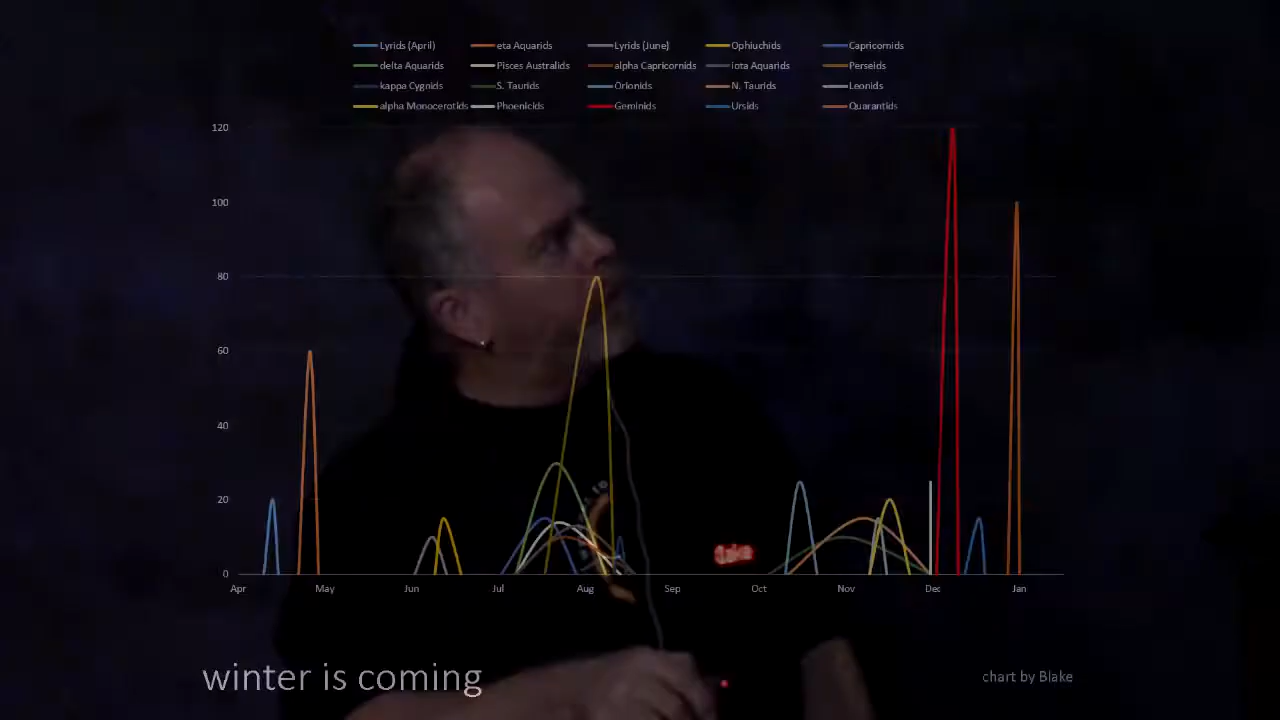 Lyrids (April) eta Aquarids Lyrids (June) Ophiuchids Capricornids
delta Aquarids Pisces Australids alpha Capricornids iota Aquarids Perseids
kappa Cygnids S. Taurids Orionids N. Taurids Leonids
alpha Monocerotids Phoenicids Geminids Ursids Quarantids
120
100
80
60
40
20
0
Apr May Jun Jul Aug Sep Oct Nov Dec Jan
winter is coming
chart by Blake